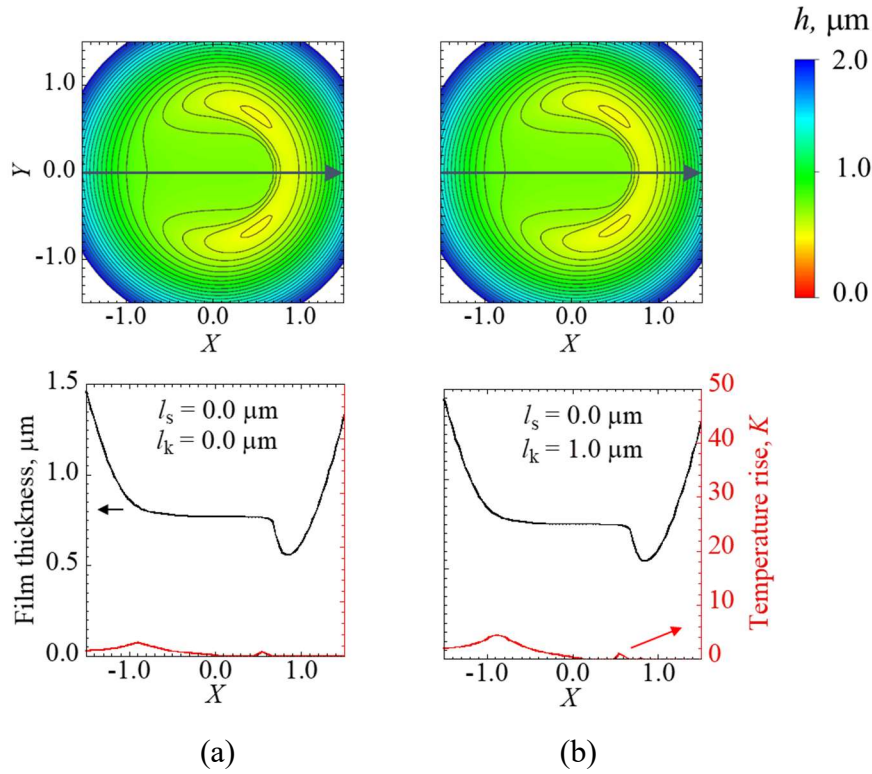 h, μm
2.0
1.0
0.0
Y
1.0
0.0
-1.0
-1.0
0.0
1.0
X
-1.0
0.0
1.0
X
Film thickness, μm
1.5
1.0
0.5
0.0
l_s = 0.0 μm
l_k = 0.0 μm
-1.0
0.0
1.0
X
l_s = 0.0 μm
l_k = 1.0 μm
-1.0
0.0
1.0
X
50
40
30
20
10
0
Temperature rise, K
(a)
(b)